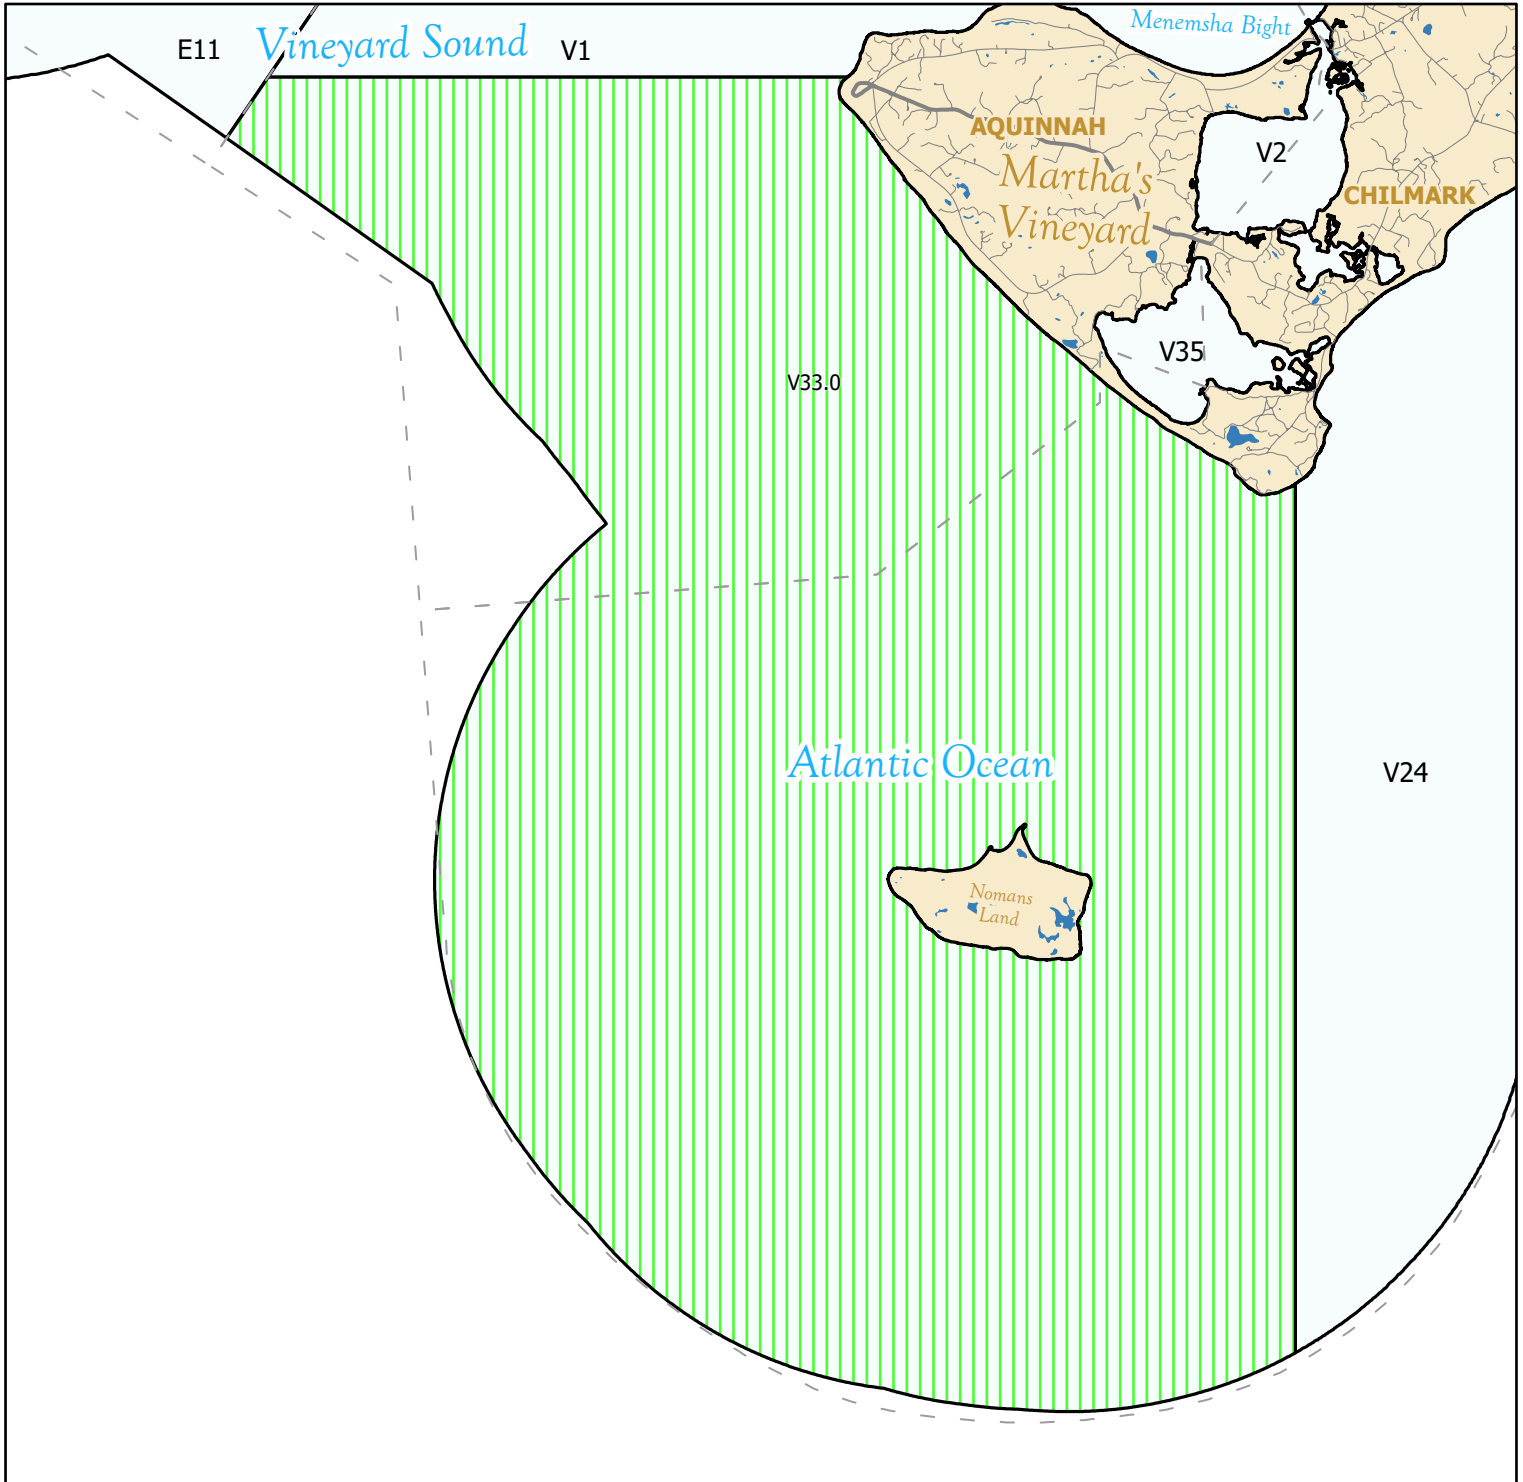 Menemsha Bight
E11
Vineyard Sound
V1
AQUINNAH
V2
Martha's
Vineyard
CHILMARK
V35
V33.0
Atlantic Ocean
V24
Nomans
Land